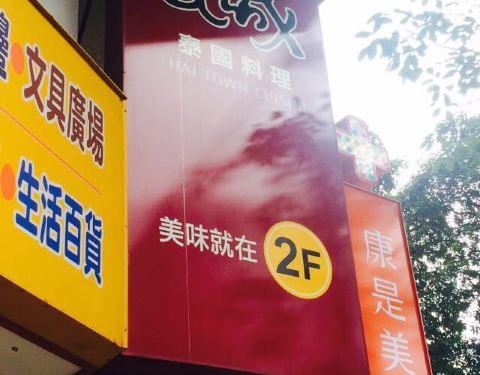 文具廣場
生活百貨
泰國料理
THAI TOWN CUISINE
美味就在
2F
康是美